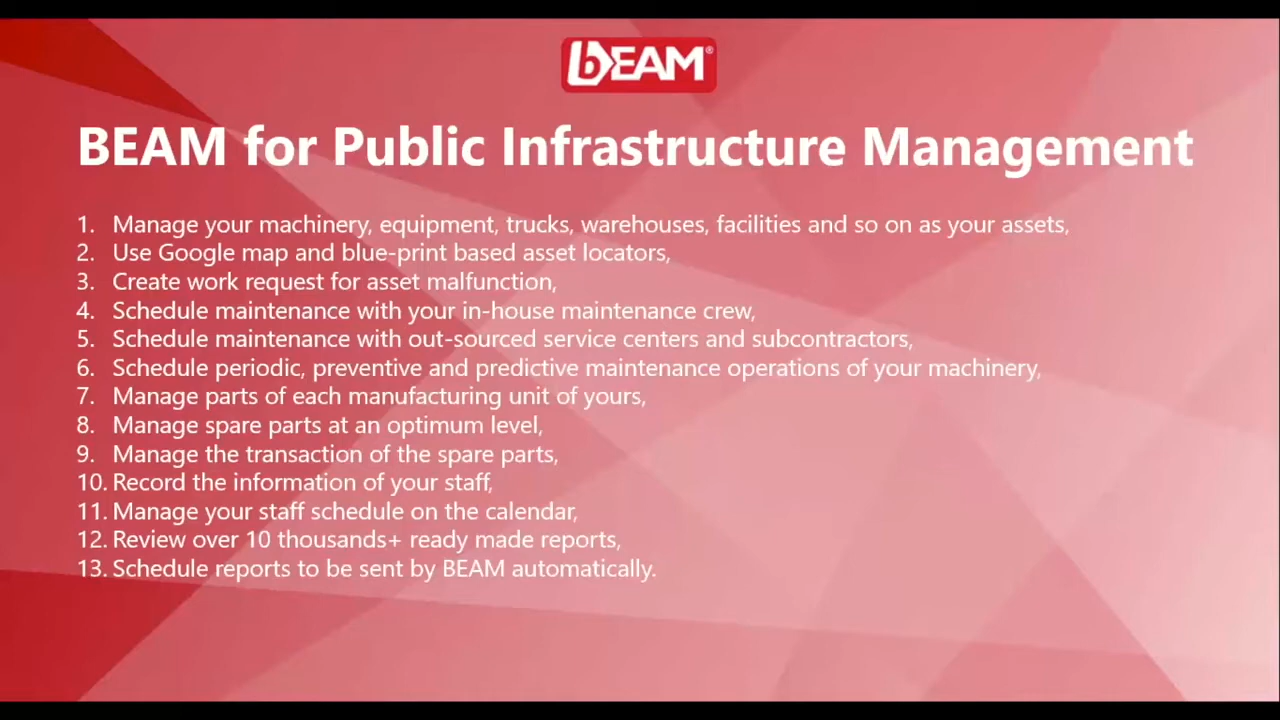 bEAM®
BEAM for Public Infrastructure Management
1. Manage your machinery, equipment, trucks, warehouses, facilities and so on as your assets,
2. Use Google map and blue-print based asset locators,
3. Create work request for asset malfunction,
4. Schedule maintenance with your in-house maintenance crew,
5. Schedule maintenance with out-sourced service centers and subcontractors,
6. Schedule periodic, preventive and predictive maintenance operations of your machinery,
7. Manage parts of each manufacturing unit of yours,
8. Manage spare parts at an optimum level,
9. Manage the transaction of the spare parts,
10. Record the information of your staff,
11. Manage your staff schedule on the calendar,
12. Review over 10 thousands+ ready made reports,
13. Schedule reports to be sent by BEAM automatically.